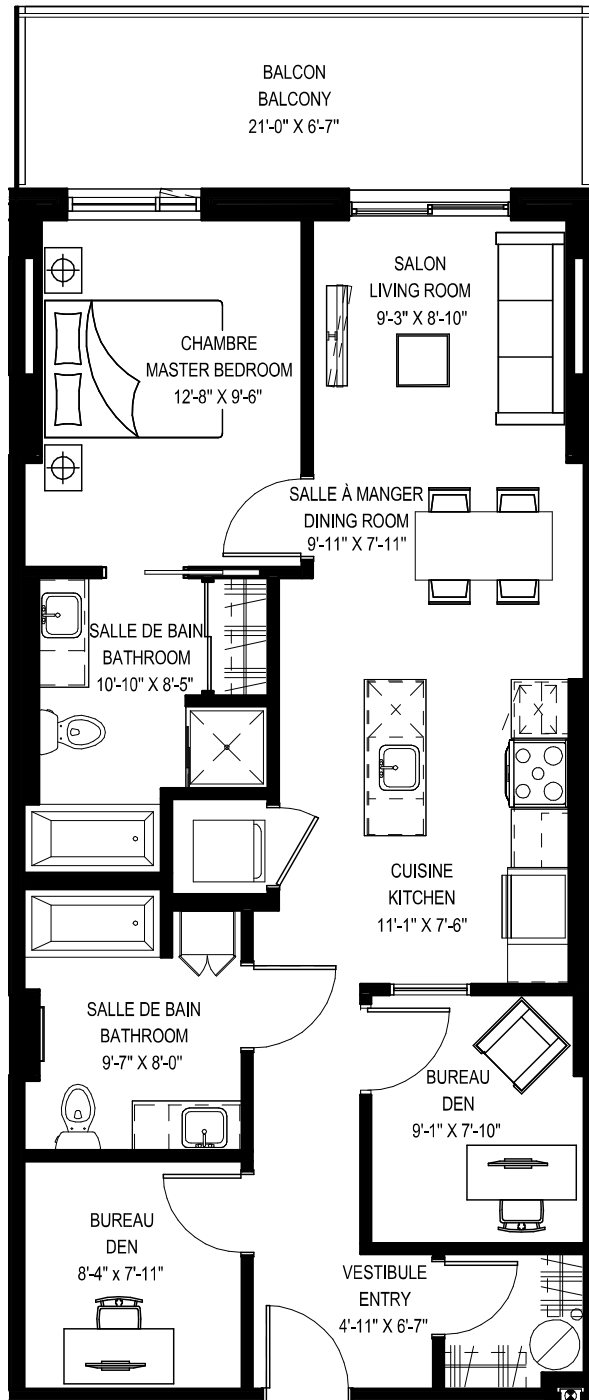 BALCON
BALCONY
21'-0" X 6'-7"
SALON
LIVING ROOM
9'-3" X 8'-10"
CHAMBRE
MASTER BEDROOM
12'-8" X 9'-6"
SALLE À MANGER
DINING ROOM
9'-11" X 7'-11"
SALLE DE BAIN
BATHROOM
10'-10" X 8'-5"
CUISINE
KITCHEN
11'-1" X 7'-6"
SALLE DE BAIN
BATHROOM
9'-7" X 8'-0"
BUREAU
DEN
9'-1" X 7'-10"
BUREAU
DEN
8'-4" x 7'-11"
VESTIBULE
ENTRY
4'-11" X 6'-7"